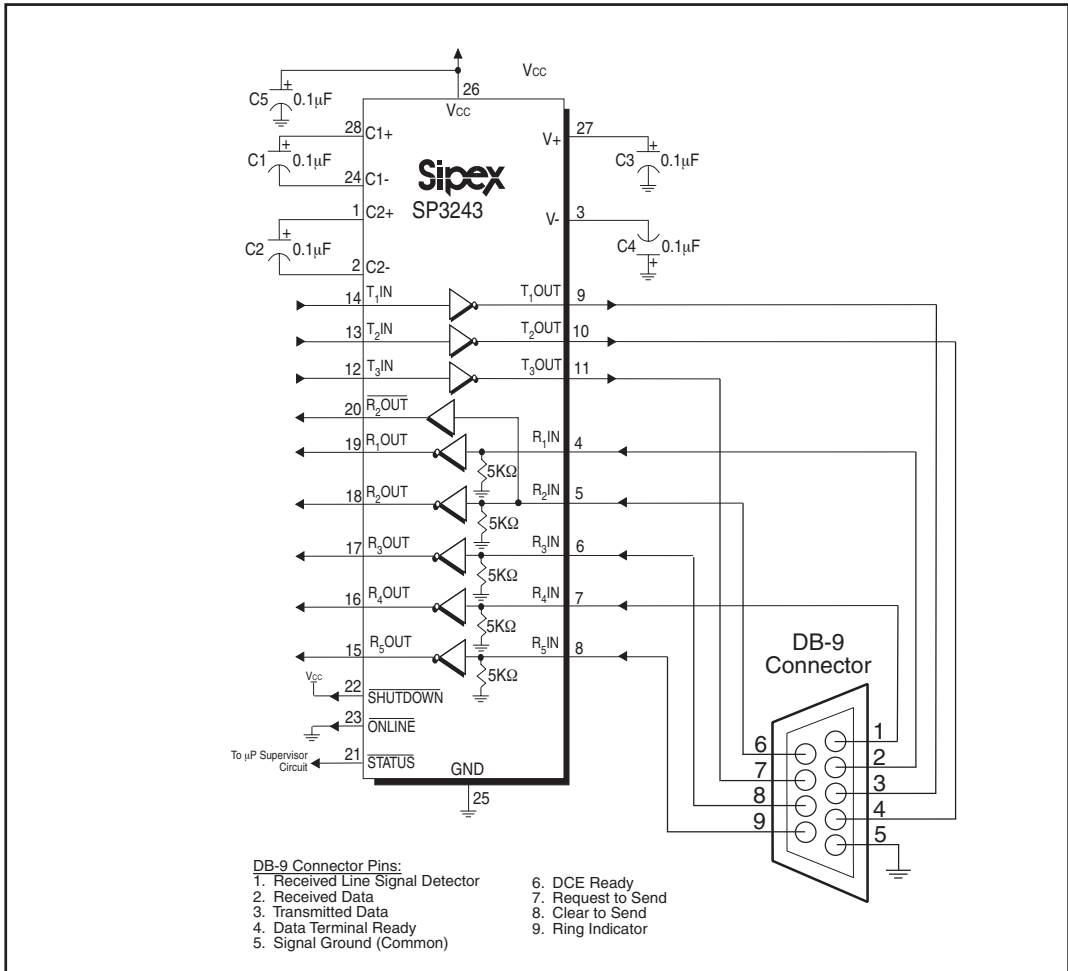 VCC
26
VCC
C5
+
0.1µF
28 C1+
C1
+
0.1µF
24 C1-
1 C2+
C2
+
0.1µF
2 C2-
Sipex
SP3243
V+ 27
C3
+
0.1µF
V- 3
C4 0.1µF
+
14 T1IN T1OUT 9
13 T2IN T2OUT 10
12 T3IN T3OUT 11
20 R2OUT
19 R1OUT R1IN 4
5KΩ
18 R2OUT R2IN 5
5KΩ
17 R3OUT R3IN 6
5KΩ
16 R4OUT R4IN 7
5KΩ
15 R5OUT R5IN 8
5KΩ
VCC
22 SHUTDOWN
23 ONLINE
To µP Supervisor
Circuit
21 STATUS
GND
25
DB-9
Connector
6
7
8
9
1
2
3
4
5
DB-9 Connector Pins:
1. Received Line Signal Detector
2. Received Data
3. Transmitted Data
4. Data Terminal Ready
5. Signal Ground (Common)
6. DCE Ready
7. Request to Send
8. Clear to Send
9. Ring Indicator